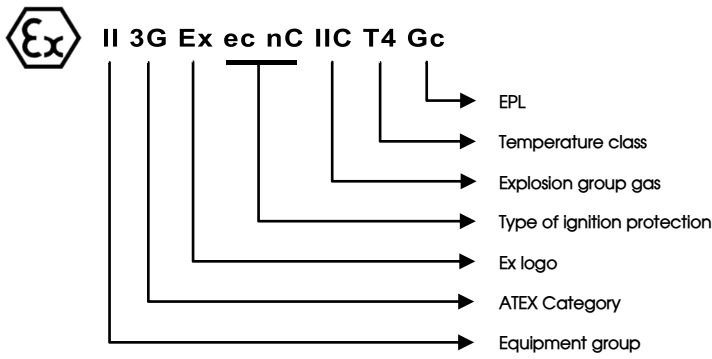 Ex II 3G Ex ec nC IIC T4 Gc
EPL
Temperature class
Explosion group gas
Type of ignition protection
Ex logo
ATEX Category
Equipment group